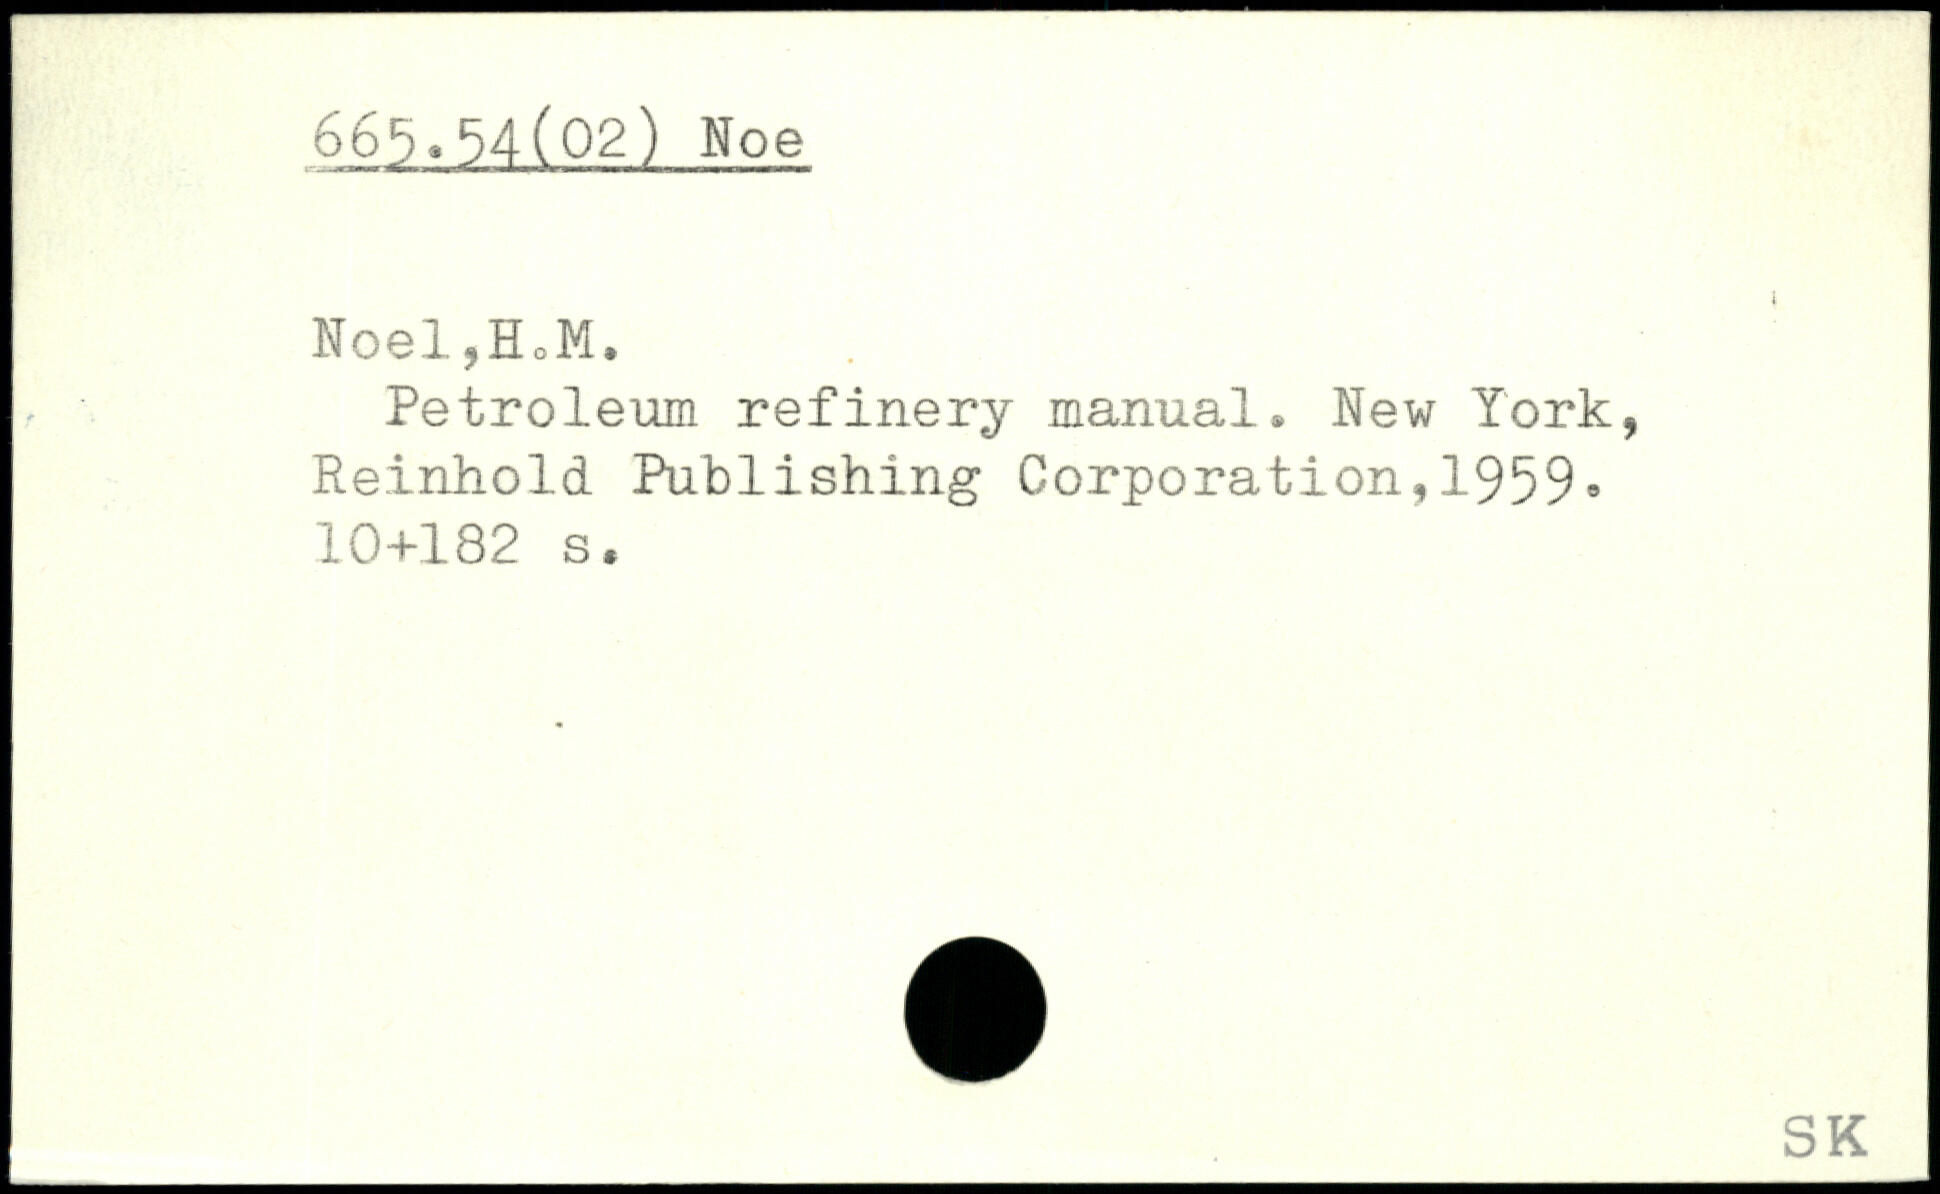 665.54(02) Noe
Noel,H.M.
Petroleum refinery manual. New York,
Reinhold Publishing Corporation,1959.
10+182 s.
SK